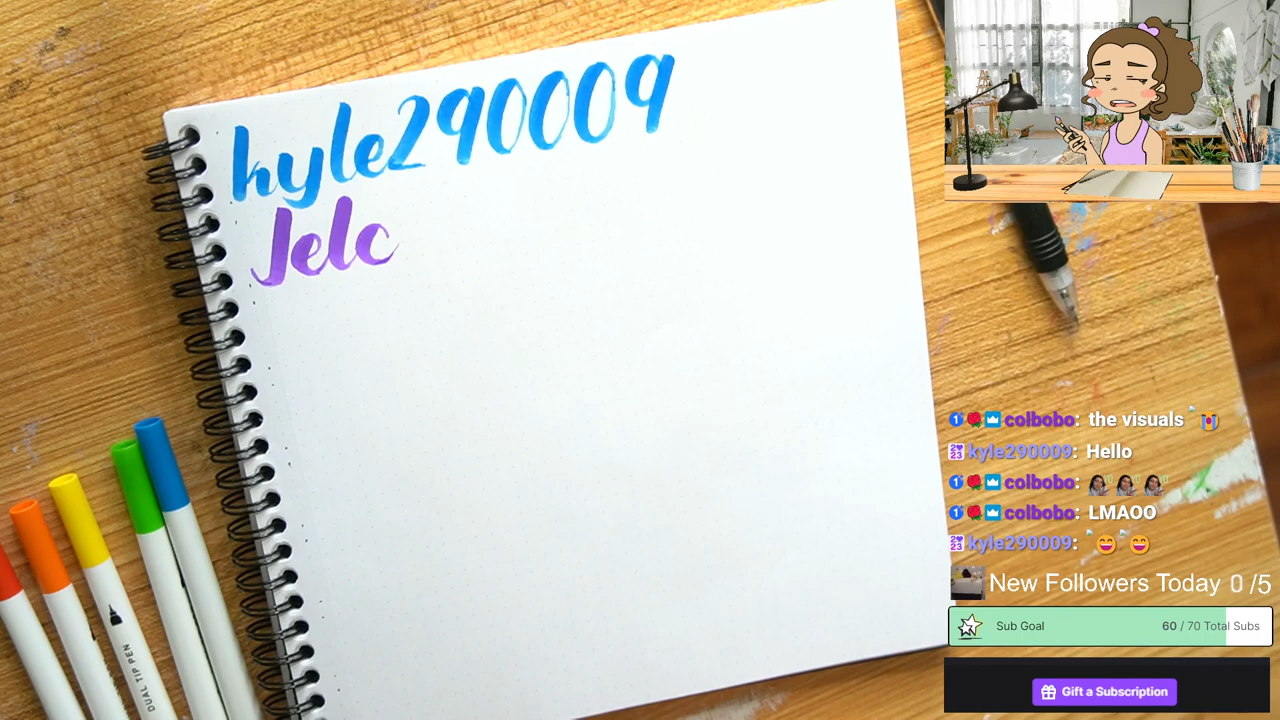 kyle290009
Jelc
DUAL TIP PEN
colbobo: the visuals
kyle290009: Hello
colbobo:
colbobo: LMAOO
kyle290009:
New Followers Today 0 /5
Sub Goal 60 / 70 Total Subs
Gift a Subscription